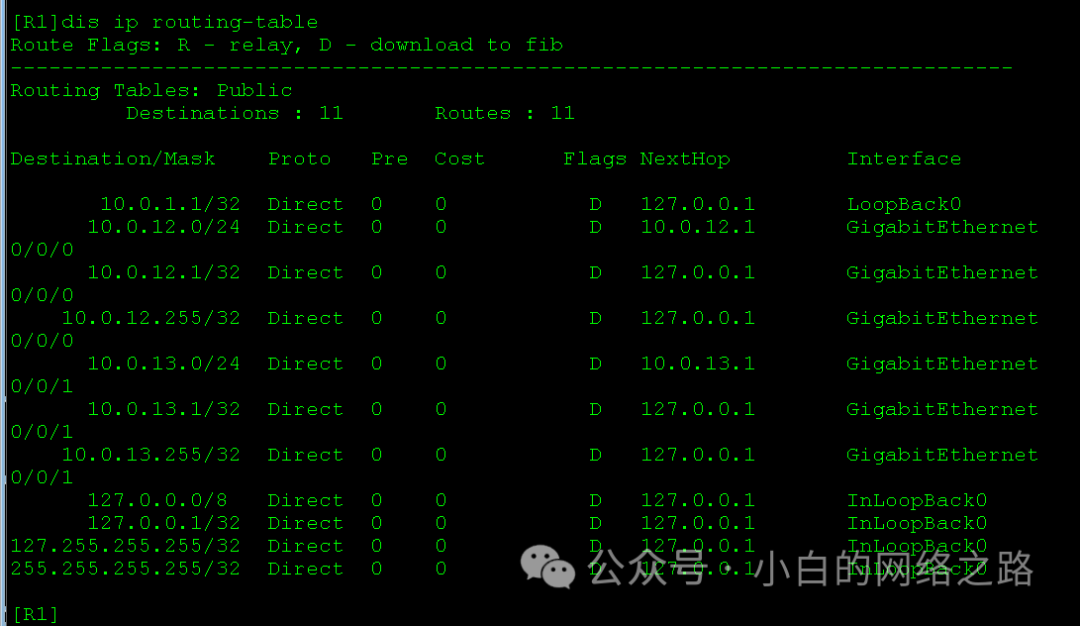 [R1]dis ip routing-table
Route Flags: R - relay, D - download to fib
------------------------------------------------------------------------------
Routing Tables: Public
         Destinations : 11       Routes : 11
Destination/Mask    Proto   Pre  Cost      Flags NextHop         Interface
       10.0.1.1/32  Direct  0    0           D   127.0.0.1       LoopBack0
      10.0.12.0/24  Direct  0    0           D   10.0.12.1       GigabitEthernet
0/0/0
      10.0.12.1/32  Direct  0    0           D   127.0.0.1       GigabitEthernet
0/0/0
    10.0.12.255/32  Direct  0    0           D   127.0.0.1       GigabitEthernet
0/0/0
      10.0.13.0/24  Direct  0    0           D   10.0.13.1       GigabitEthernet
0/0/1
      10.0.13.1/32  Direct  0    0           D   127.0.0.1       GigabitEthernet
0/0/1
    10.0.13.255/32  Direct  0    0           D   127.0.0.1       GigabitEthernet
0/0/1
      127.0.0.0/8   Direct  0    0           D   127.0.0.1       InLoopBack0
      127.0.0.1/32  Direct  0    0           D   127.0.0.1       InLoopBack0
127.255.255.255/32  Direct  0    0           D   127.0.0.1       InLoopBack0
255.255.255.255/32  Direct  0    0           D   127.0.0.1       InLoopBack0
公众号 · 小白的网络之路
[R1]